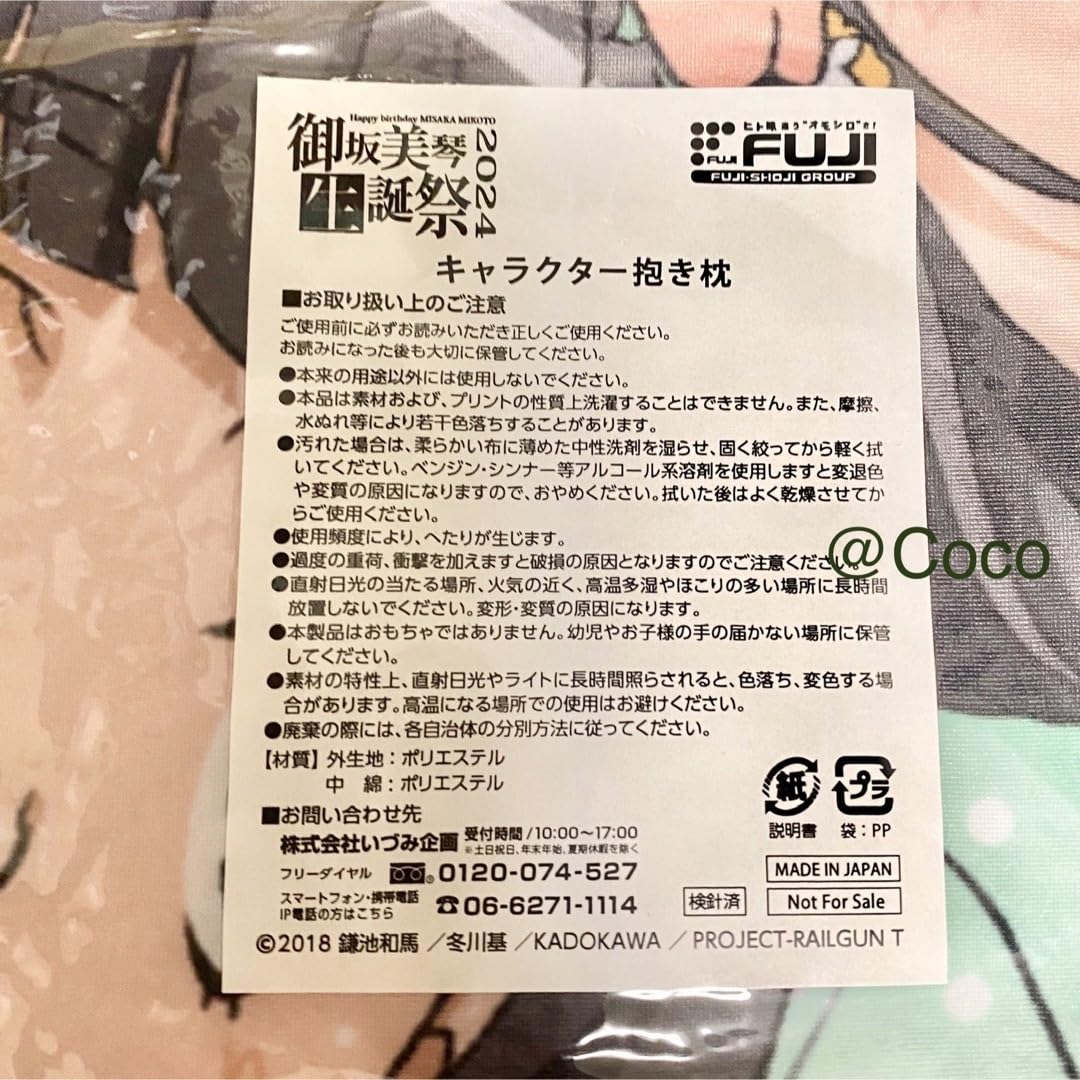 Happy birthday MISAKA MIKOTO
御坂美琴
生誕祭
2024
ヒト味違う"オモシロ"さ!
FUJI
FUJI
FUJI・SHOJI GROUP
キャラクター抱き枕
■お取り扱い上のご注意
ご使用前に必ずお読みいただき正しくご使用ください。
お読みになった後も大切に保管してください。
●本来の用途以外には使用しないでください。
●本品は素材および、プリントの性質上洗濯することはできません。また、摩擦、
水ぬれ等により若干色落ちすることがあります。
●汚れた場合は、柔らかい布に薄めた中性洗剤を湿らせ、固く絞ってから軽く拭
いてください。ベンジン・シンナー等アルコール系溶剤を使用しますと変退色
や変質の原因になりますので、おやめください。拭いた後はよく乾燥させてか
らご使用ください。
●使用頻度により、へたりが生じます。
●過度の重荷、衝撃を加えますと破損の原因となりますのでご注意ください。
@Coco
●直射日光の当たる場所、火気の近く、高温多湿やほこりの多い場所に長時間
放置しないでください。変形・変質の原因になります。
●本製品はおもちゃではありません。幼児やお子様の手の届かない場所に保管
してください。
●素材の特性上、直射日光やライトに長時間照らされると、色落ち、変色する場
合があります。高温になる場所での使用はお避けください。
●廃棄の際には、各自治体の分別方法に従ってください。
【材質】外生地：ポリエステル
中 綿：ポリエステル
紙
プラ
説明書 袋：PP
■お問い合わせ先
株式会社いづみ企画 受付時間/10:00〜17:00
※土日祝日、年末年始、夏期休暇を除く
フリーダイヤル 0120-074-527
スマートフォン・携帯電話
IP電話の方はこちら ☎06-6271-1114
検針済
MADE IN JAPAN
Not For Sale
©2018 鎌池和馬／冬川基／KADOKAWA／PROJECT-RAILGUN T